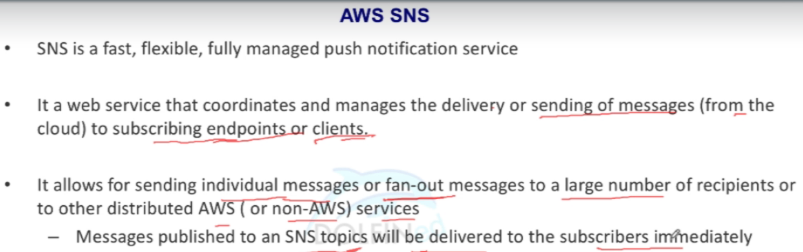 AWS SNS
• SNS is a fast, flexible, fully managed push notification service
• It a web service that coordinates and manages the delivery or sending of messages (from the
cloud) to subscribing endpoints or clients.
• It allows for sending individual messages or fan-out messages to a large number of recipients or
to other distributed AWS ( or non-AWS) services
– Messages published to an SNS topics will be delivered to the subscribers immediately